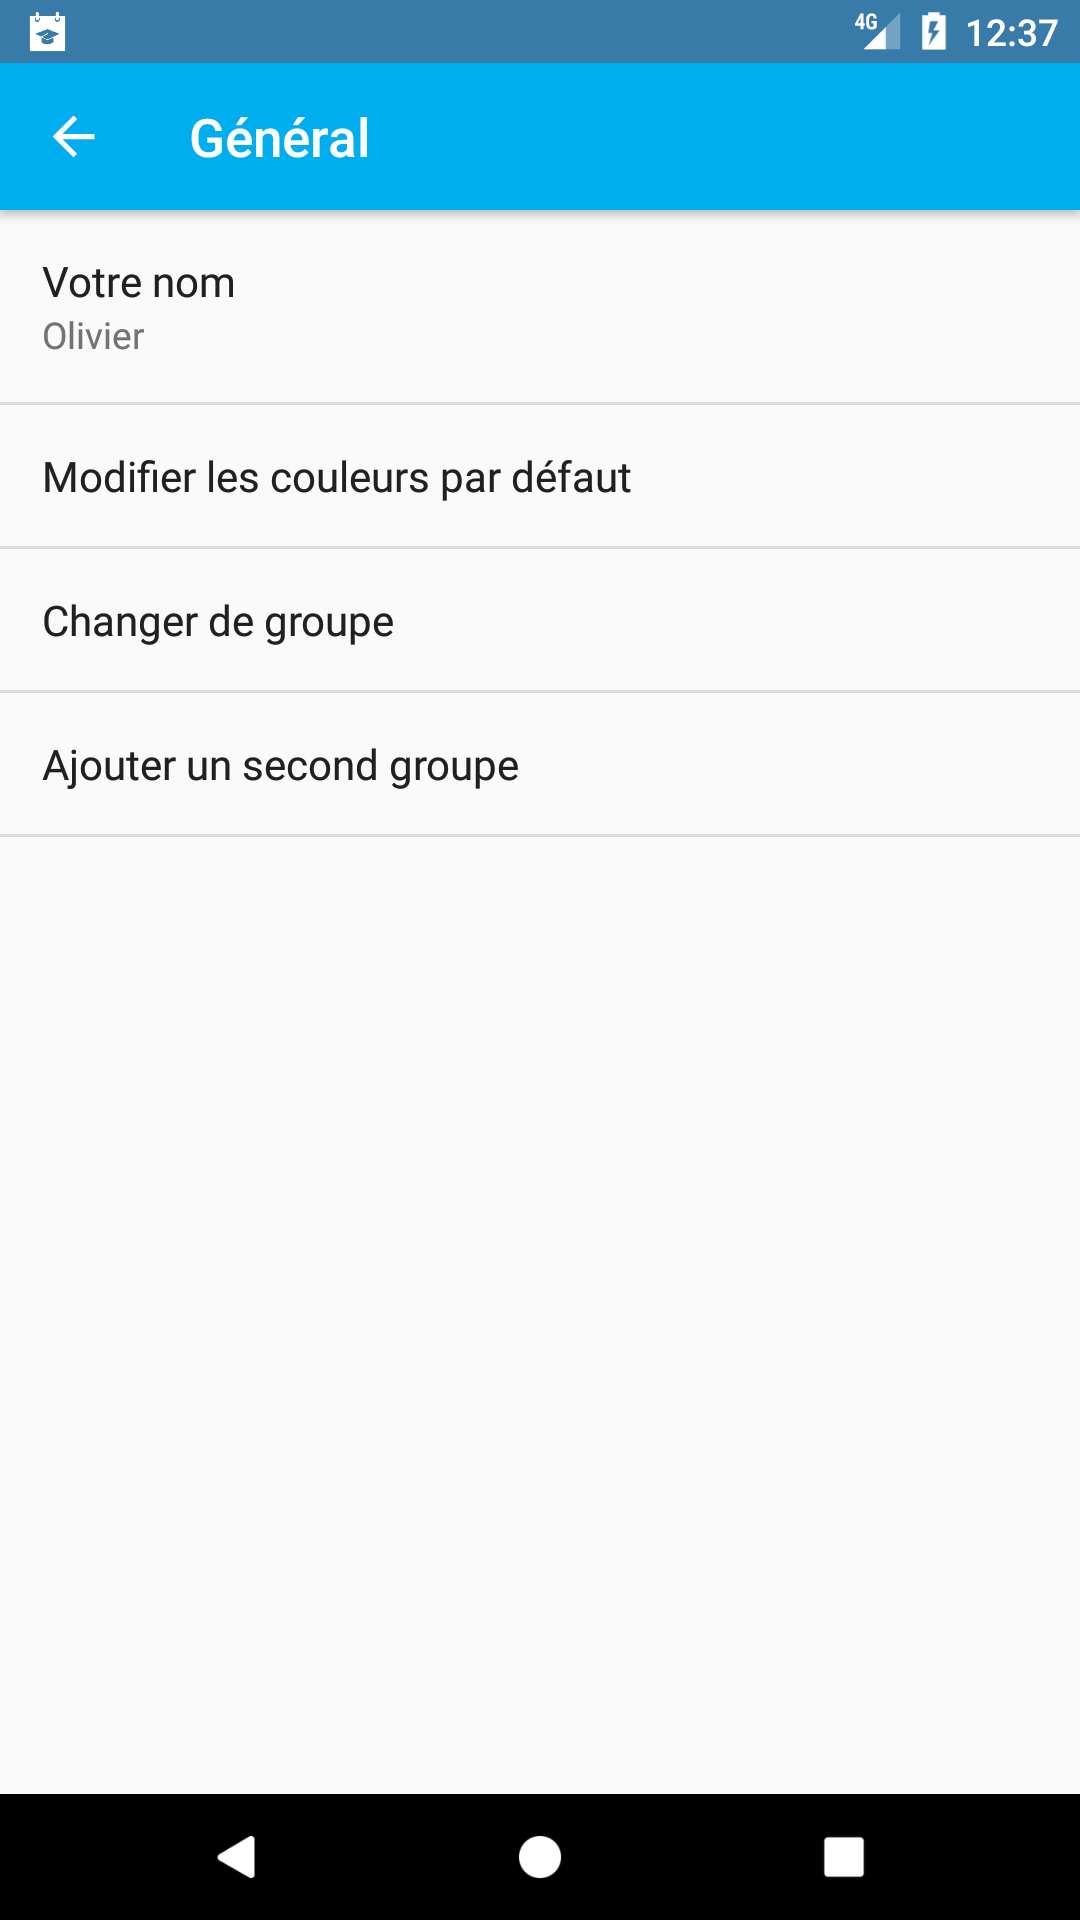 4G 12:37
Général
Votre nom
Olivier
Modifier les couleurs par défaut
Changer de groupe
Ajouter un second groupe